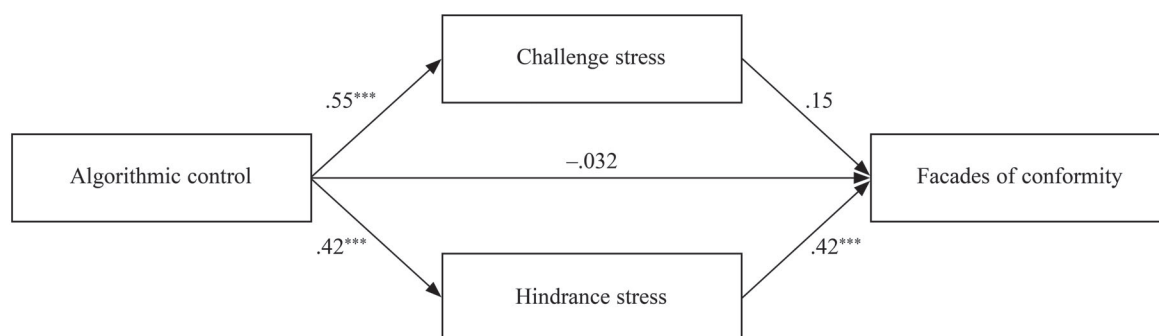 Challenge stress
.55***
.15
Algorithmic control
–.032
Facades of conformity
.42***
.42***
Hindrance stress